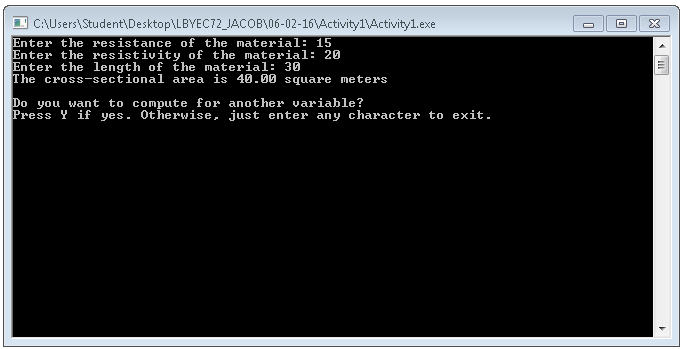 C:\Users\Student\Desktop\LBYEC72_JACOB\06-02-16\Activity1\Activity1.exe
Enter the resistance of the material: 15
Enter the resistivity of the material: 20
Enter the length of the material: 30
The cross-sectional area is 40.00 square meters
Do you want to compute for another variable?
Press Y if yes. Otherwise, just enter any character to exit.